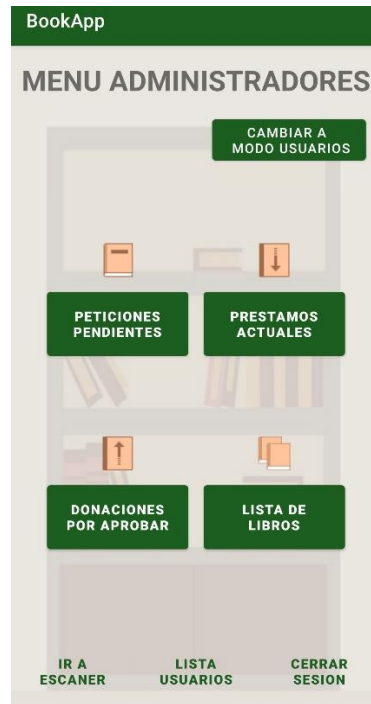 BookApp
MENU ADMINISTRADORES
CAMBIAR A
MODO USUARIOS
PETICIONES
PENDIENTES
PRESTAMOS
ACTUALES
DONACIONES
POR APROBAR
LISTA DE
LIBROS
IR A
ESCANER
LISTA
USUARIOS
CERRAR
SESION